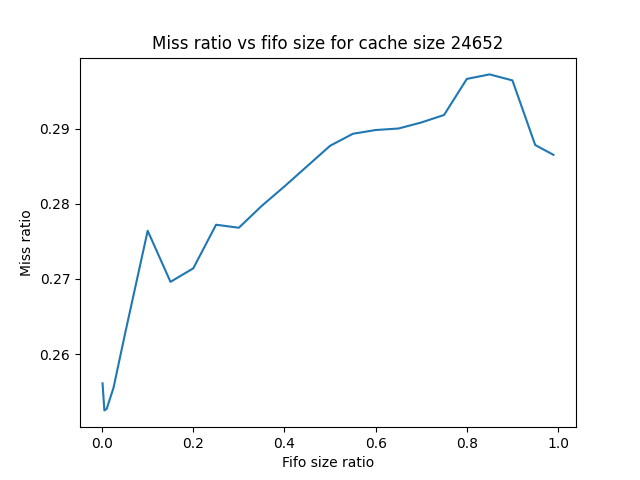 Miss ratio vs fifo size for cache size 24652
0.29
0.28
0.27
0.26
Miss ratio
0.0 0.2 0.4 0.6 0.8 1.0
Fifo size ratio